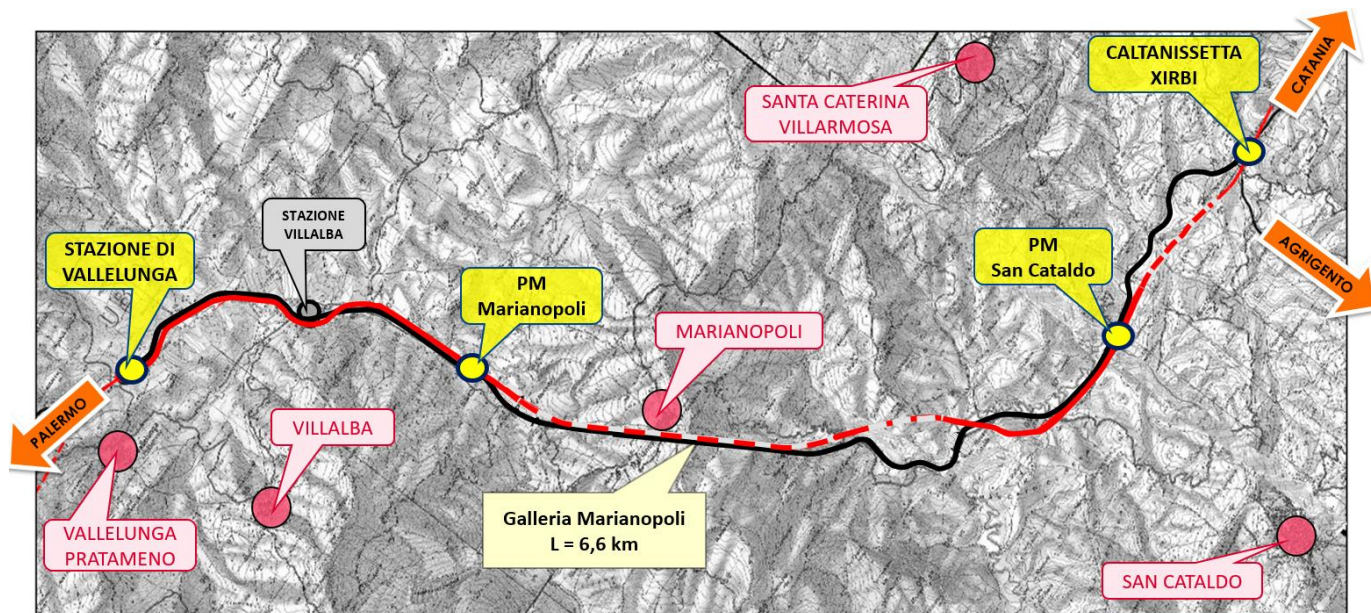 CALTANISSETTA
XIRBI
CATANIA
SANTA CATERINA
VILLARMOSA
STAZIONE
VILLALBA
STAZIONE DI
VALLELUNGA
PM
Marianopoli
PM
San Cataldo
AGRIGENTO
MARIANOPOLI
PALERMO
VILLALBA
VALLELUNGA
PRATAMENO
Galleria Marianopoli
L = 6,6 km
SAN CATALDO